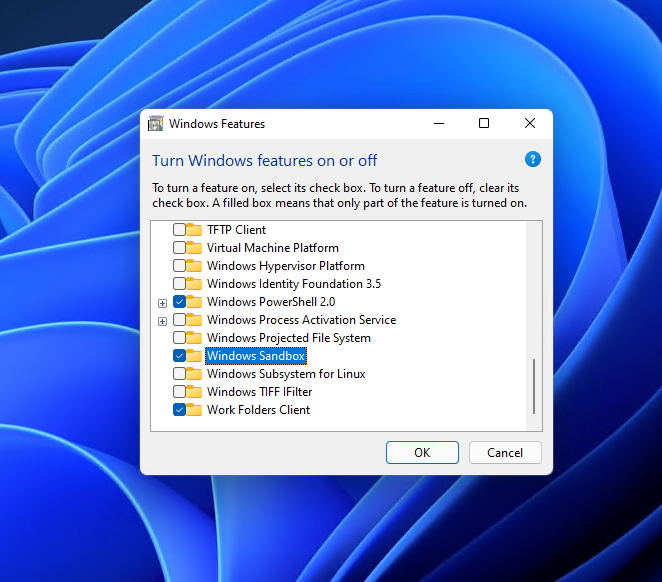 Windows Features
Turn Windows features on or off
?
To turn a feature on, select its check box. To turn a feature off, clear its
check box. A filled box means that only part of the feature is turned on.
TFTP Client
Virtual Machine Platform
Windows Hypervisor Platform
Windows Identity Foundation 3.5
Windows PowerShell 2.0
Windows Process Activation Service
Windows Projected File System
Windows Sandbox
Windows Subsystem for Linux
Windows TIFF IFilter
Work Folders Client
OK Cancel